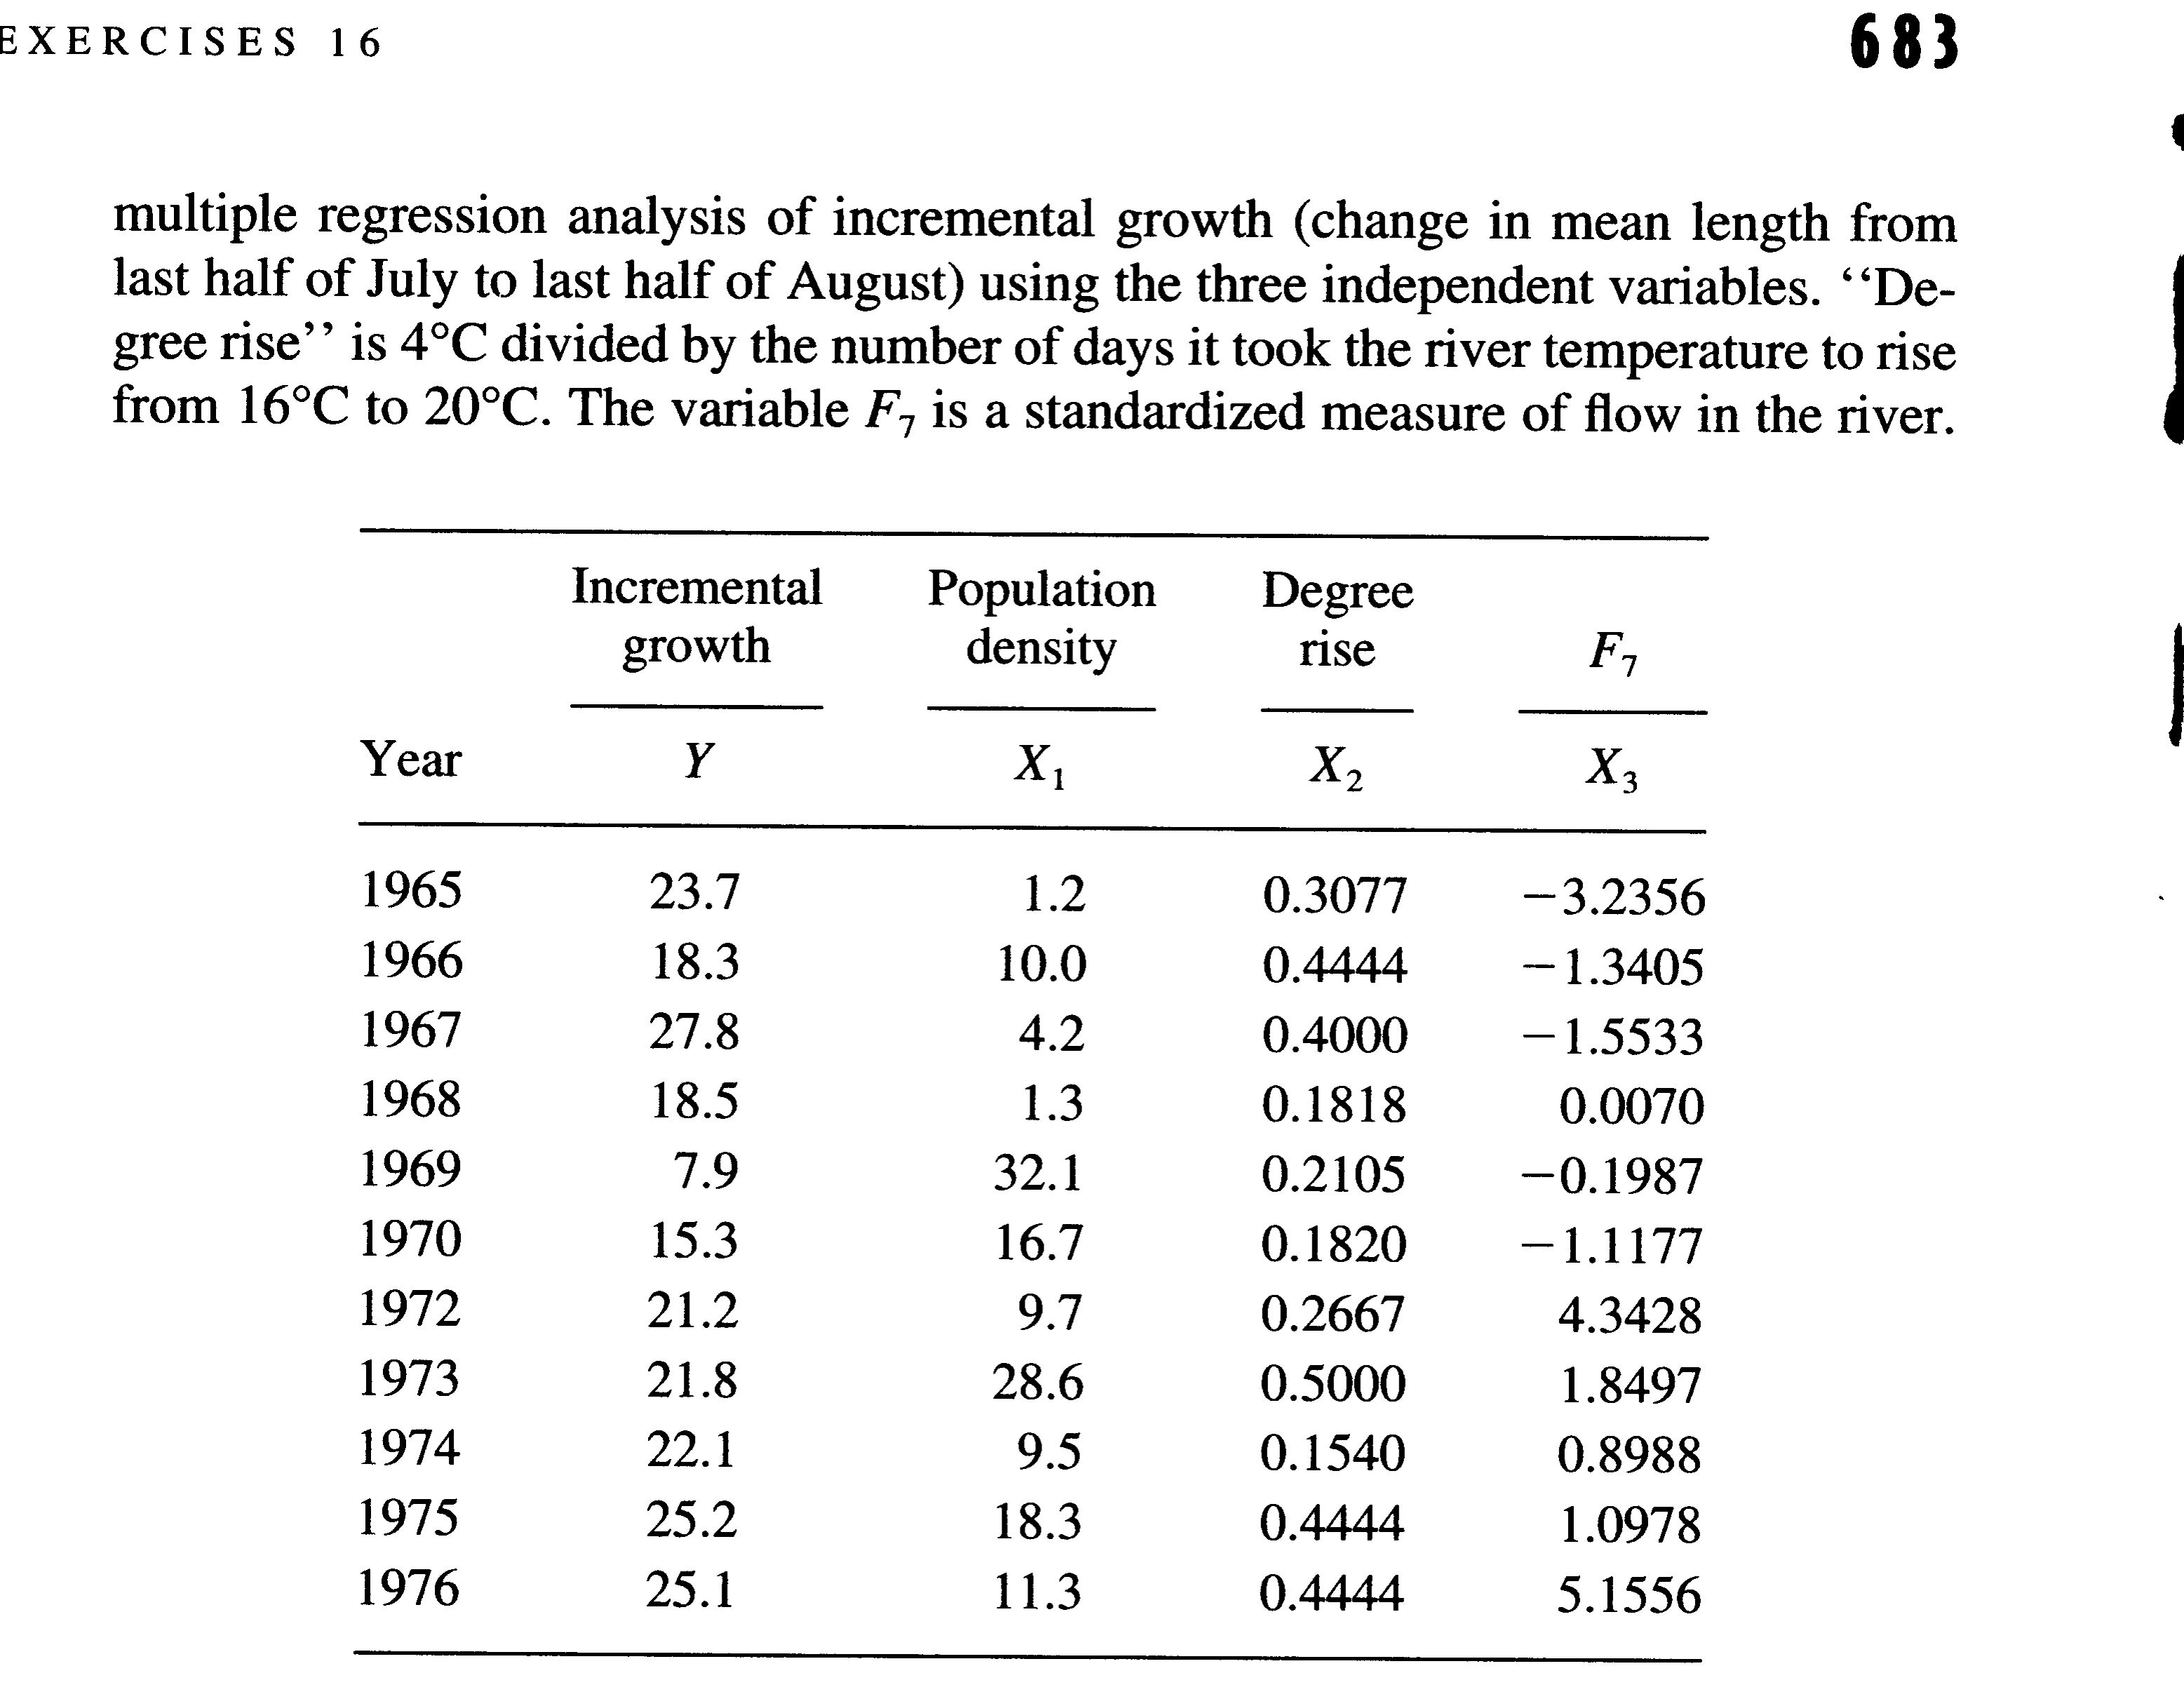 EXERCISES 16 683
multiple regression analysis of incremental growth (change in mean length from
last half of July to last half of August) using the three independent variables. ‘‘De-
gree rise’’ is 4°C divided by the number of days it took the river temperature to rise
from 16°C to 20°C. The variable F₇ is a standardized measure of flow in the river.
Incremental Population Degree
growth density rise F₇
Year Y X₁ X₂ X₃
1965 23.7 1.2 0.3077 −3.2356
1966 18.3 10.0 0.4444 −1.3405
1967 27.8 4.2 0.4000 −1.5533
1968 18.5 1.3 0.1818 0.0070
1969 7.9 32.1 0.2105 −0.1987
1970 15.3 16.7 0.1820 −1.1177
1972 21.2 9.7 0.2667 4.3428
1973 21.8 28.6 0.5000 1.8497
1974 22.1 9.5 0.1540 0.8988
1975 25.2 18.3 0.4444 1.0978
1976 25.1 11.3 0.4444 5.1556